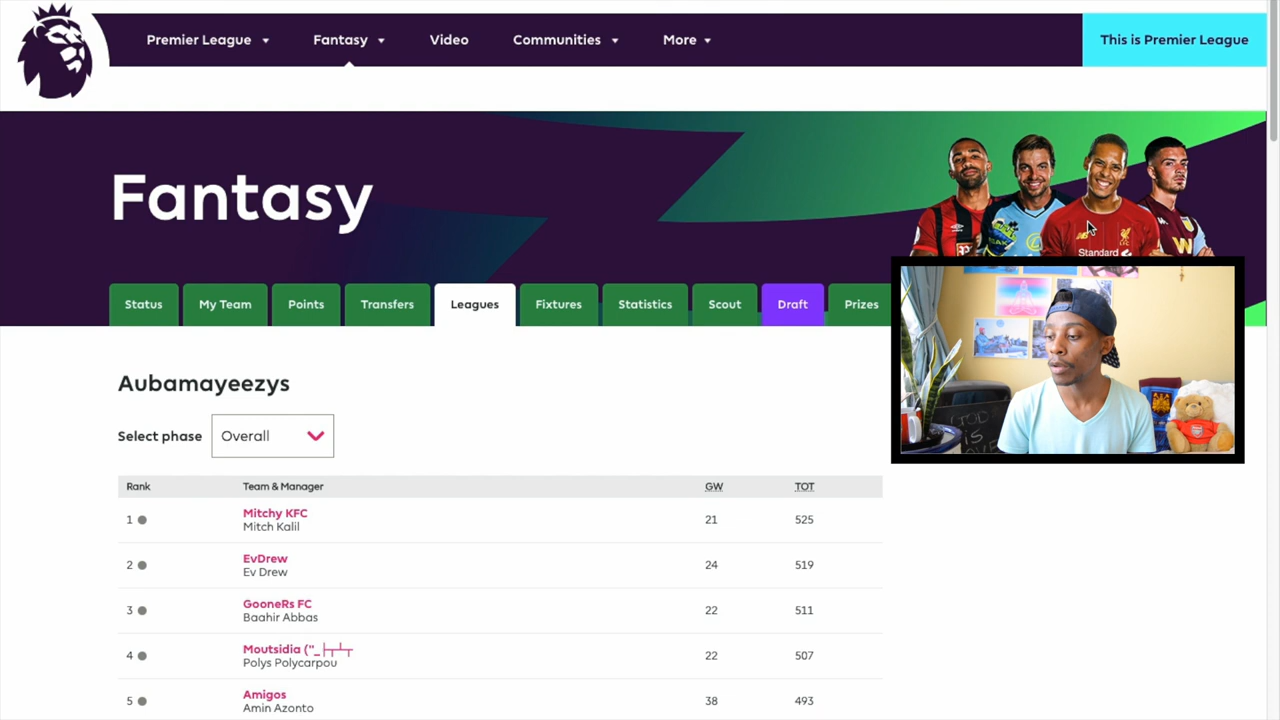 Premier League
Fantasy
Video
Communities
More
This is Premier League
Fantasy
Standard
Status
My Team
Points
Transfers
Leagues
Fixtures
Statistics
Scout
Draft
Prizes
Aubamayeezys
Select phase
Overall
Rank Team & Manager GW TOT
1 Mitchy KFC 21 525
Mitch Kalil
2 EvDrew 24 519
Ev Drew
3 GooneRs FC 22 511
Baahir Abbas
4 Moutsidia ("_├┬┴┬ 22 507
Polys Polycarpou
5 Amigos 38 493
Amin Azonto
GOD
IS